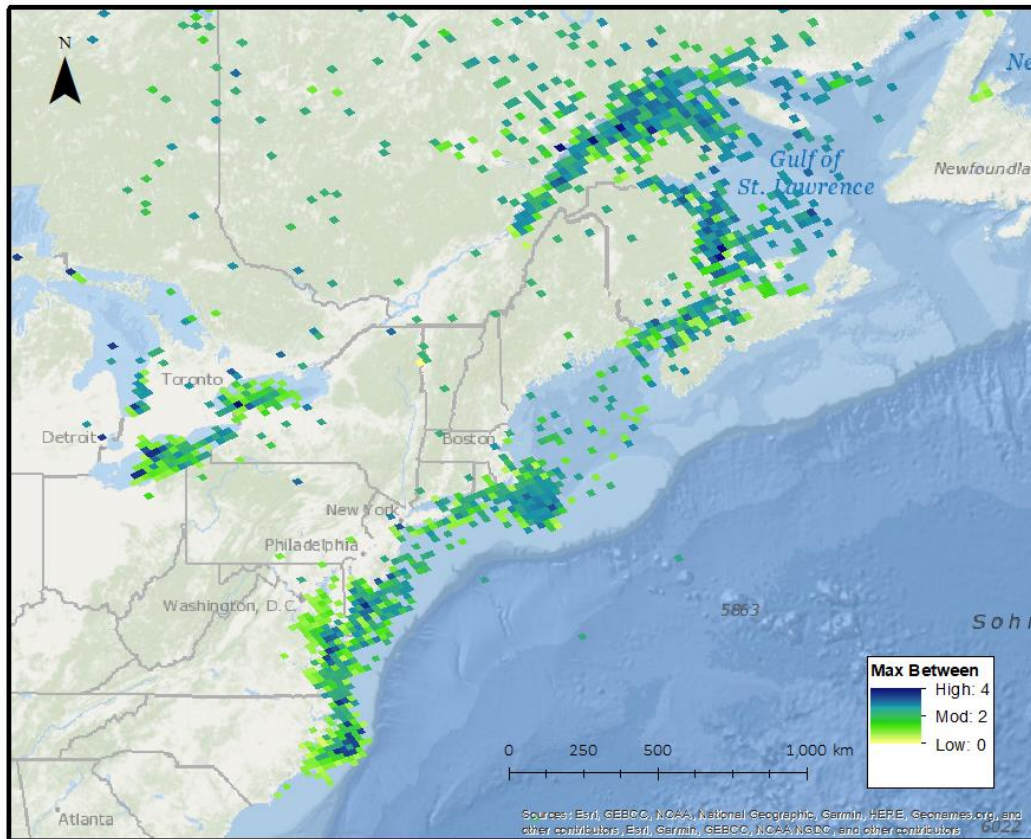 N
Ne
Gulf of
St. Lawrence
Newfoundla
Toronto
Detroit
Boston
New York
Philadelphia
Washington, D.C.
5863
Sohm
Max Between
High: 4
Mod: 2
Low: 0
0 250 500 1,000 km
Atlanta
Sources: Esri, GEBCO, NOAA, National Geographic, Garmin, HERE, Geonames.org, and
other contributors, Esri, Garmin, GEBCO, NOAA NGDC, and other contributors
6022